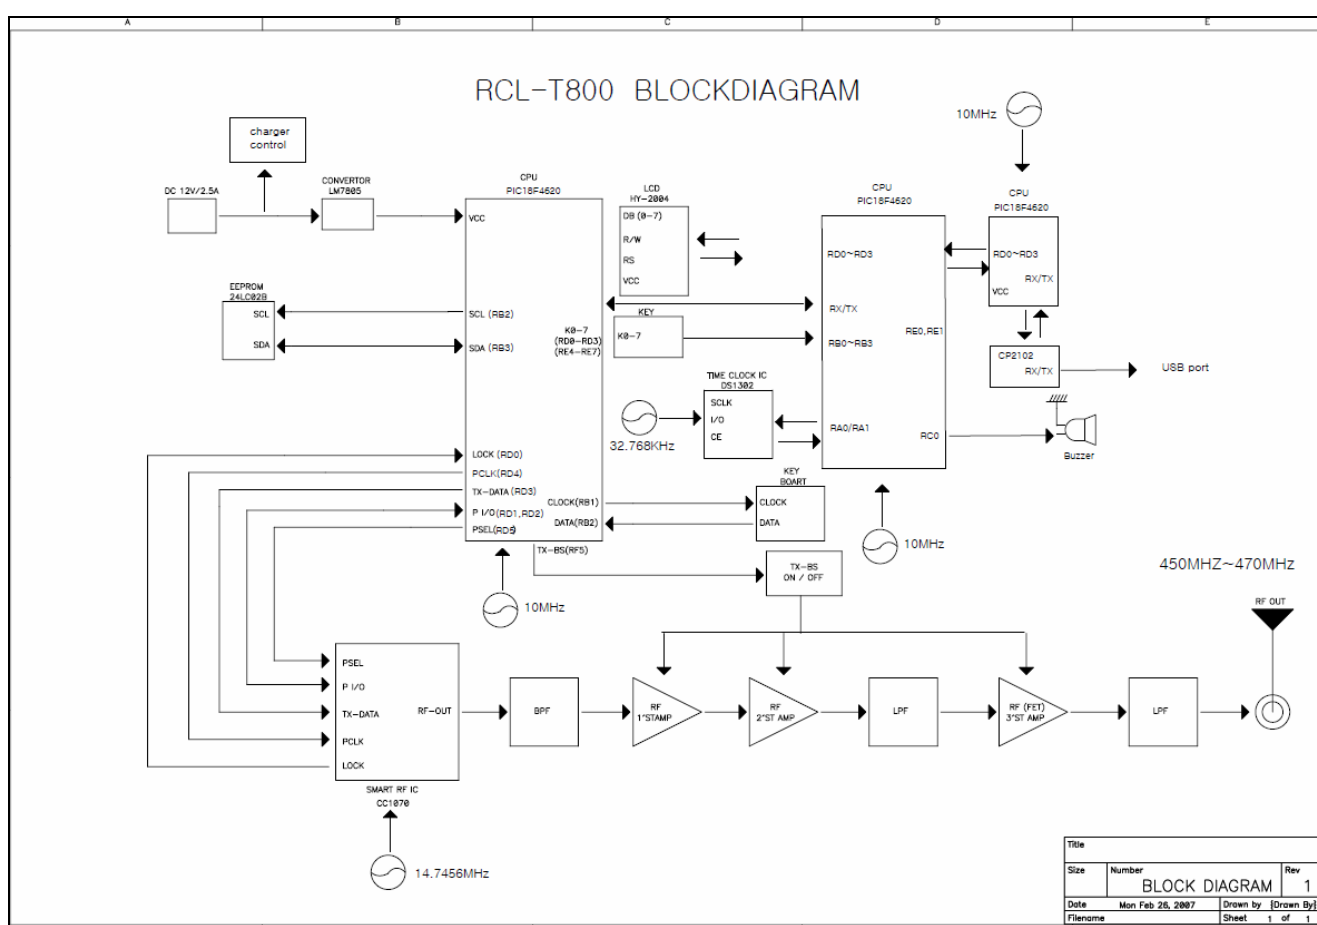 A B C D E
RCL-T800 BLOCKDIAGRAM
10MHz
charger
control
DC 12V/2.5A
CONVERTOR
LM7805
CPU
PIC18F4620
VCC
SCL (RB2)
SDA (RB3)
K0-7
(RD0-RD3)
(RE4-RE7)
LOCK (RD0)
PCLK(RD4)
TX-DATA (RD3)
P I/O (RD1,RD2)
PSEL(RD5)
CLOCK(RB1)
DATA(RB2)
TX-BS(RF5)
EEPROM
24LC02B
SCL
SDA
LCD
HY-2004
DB (0-7)
R/W
RS
VCC
KEY
K0-7
TIME CLOCK IC
DS1302
SCLK
I/O
CE
32.768KHz
CPU
PIC18F4620
RD0~RD3
RX/TX
RE0,RE1
RB0~RB3
RA0/RA1
RC0
CPU
PIC18F4620
RD0~RD3
RX/TX
VCC
CP2102
RX/TX
USB port
Buzzer
KEY
BOART
CLOCK
DATA
10MHz
TX-BS
ON / OFF
10MHz
450MHZ~470MHz
RF OUT
PSEL
P I/O
TX-DATA
PCLK
LOCK
RF-OUT
SMART RF IC
CC1070
14.7456MHz
BPF
RF
1'STAMP
RF
2'ST AMP
LPF
RF (FET)
3'ST AMP
LPF
Title
Size Number Rev
BLOCK DIAGRAM 1
Date Mon Feb 26, 2007 Drawn by [Drawn By]
Filename Sheet 1 of 1